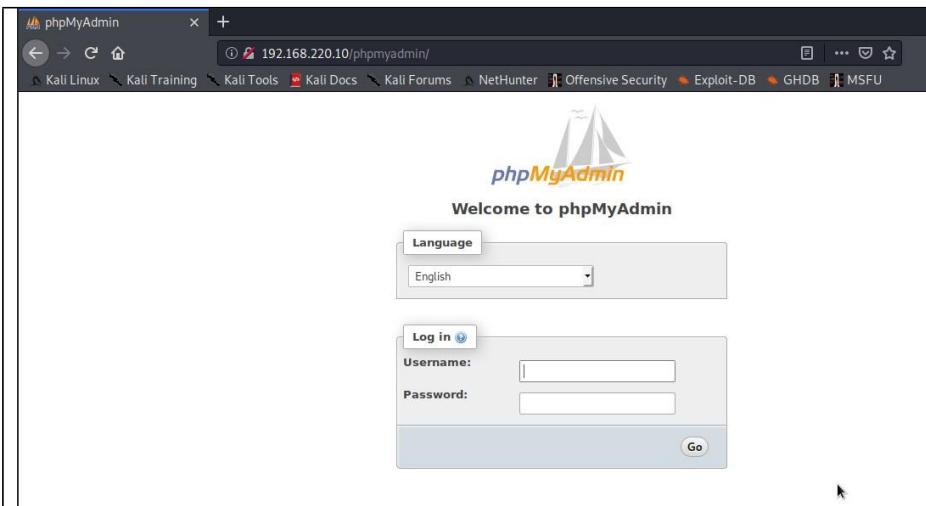 phpMyAdmin
192.168.220.10/phpmyadmin/
Kali Linux Kali Training Kali Tools Kali Docs Kali Forums NetHunter Offensive Security Exploit-DB GHDB MSFU
phpMyAdmin
Welcome to phpMyAdmin
Language
English
Log in
Username:
Password:
Go